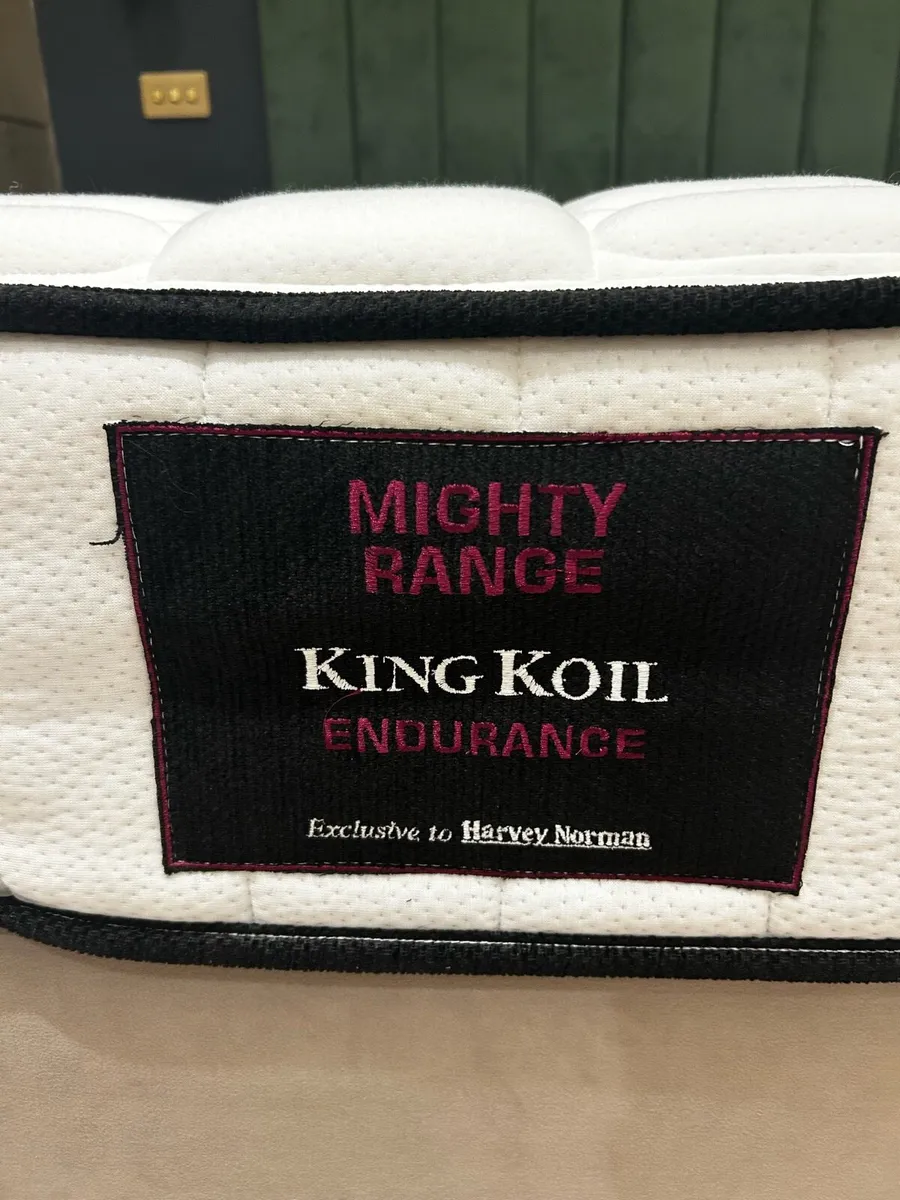 MIGHTY
RANGE
KING KOIL
ENDURANCE
Exclusive to Harvey Norman